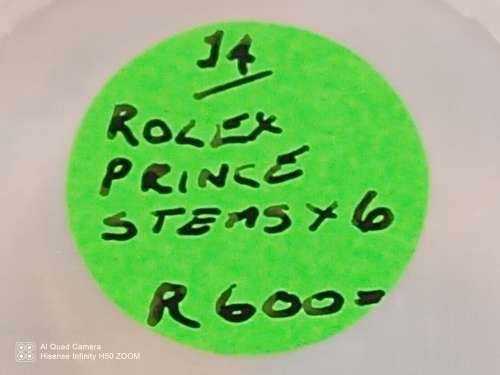 14
ROLEX
PRINCE
STEMS X 6
R600=
AI Quad Camera
Hisense Infinity H50 ZOOM